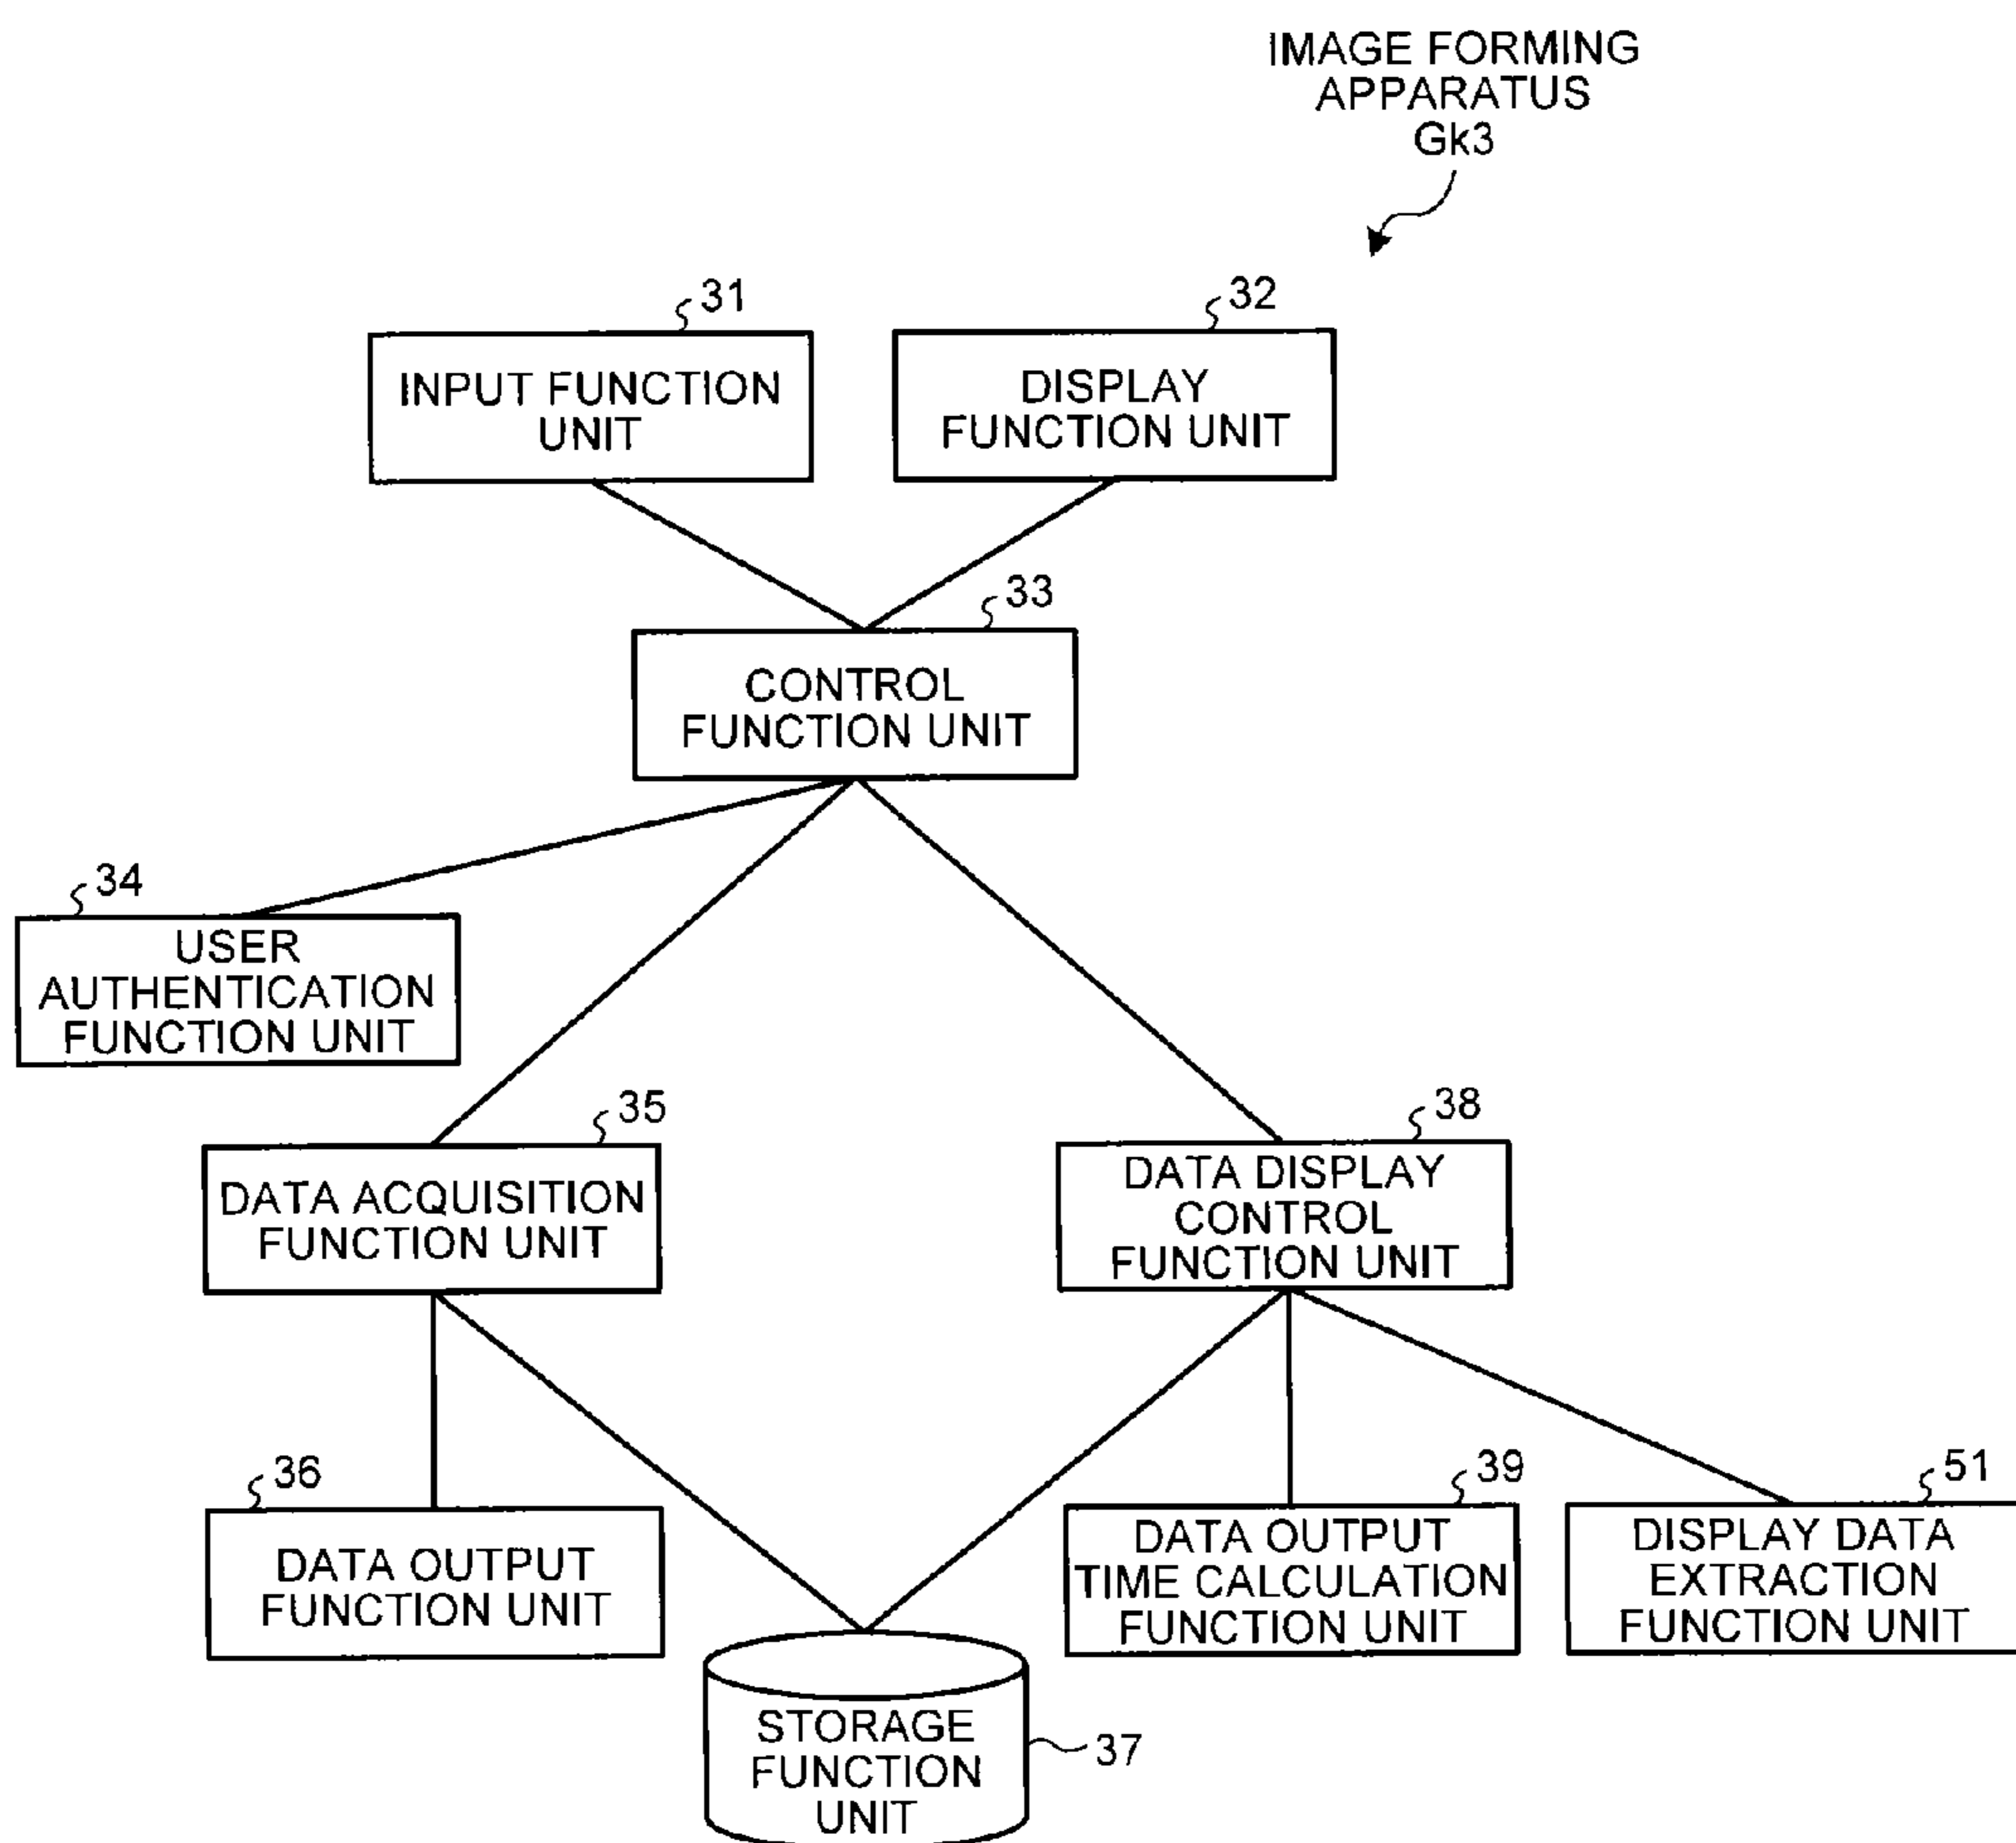 IMAGE FORMING
APPARATUS
Gk3
31
INPUT FUNCTION
UNIT
32
DISPLAY
FUNCTION UNIT
33
CONTROL
FUNCTION UNIT
34
USER
AUTHENTICATION
FUNCTION UNIT
35
DATA ACQUISITION
FUNCTION UNIT
38
DATA DISPLAY
CONTROL
FUNCTION UNIT
36
DATA OUTPUT
FUNCTION UNIT
39
DATA OUTPUT
TIME CALCULATION
FUNCTION UNIT
51
DISPLAY DATA
EXTRACTION
FUNCTION UNIT
STORAGE
FUNCTION
UNIT
37